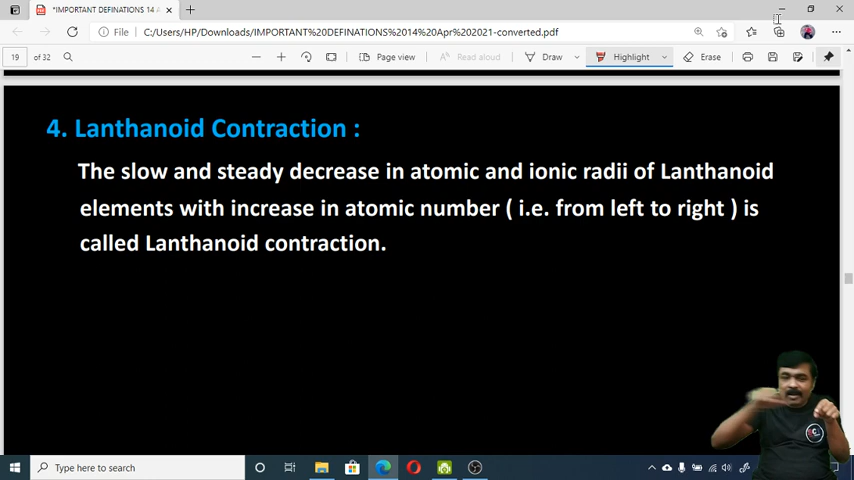 *IMPORTANT DEFINATIONS 14 A
File
C:/Users/HP/Downloads/IMPORTANT%20DEFINATIONS%2014%20Apr%202021-converted.pdf
19 of 32
Page view
Read aloud
Draw
Highlight
Erase
4. Lanthanoid Contraction :
The slow and steady decrease in atomic and ionic radii of Lanthanoid
elements with increase in atomic number ( i.e. from left to right ) is
called Lanthanoid contraction.
Type here to search